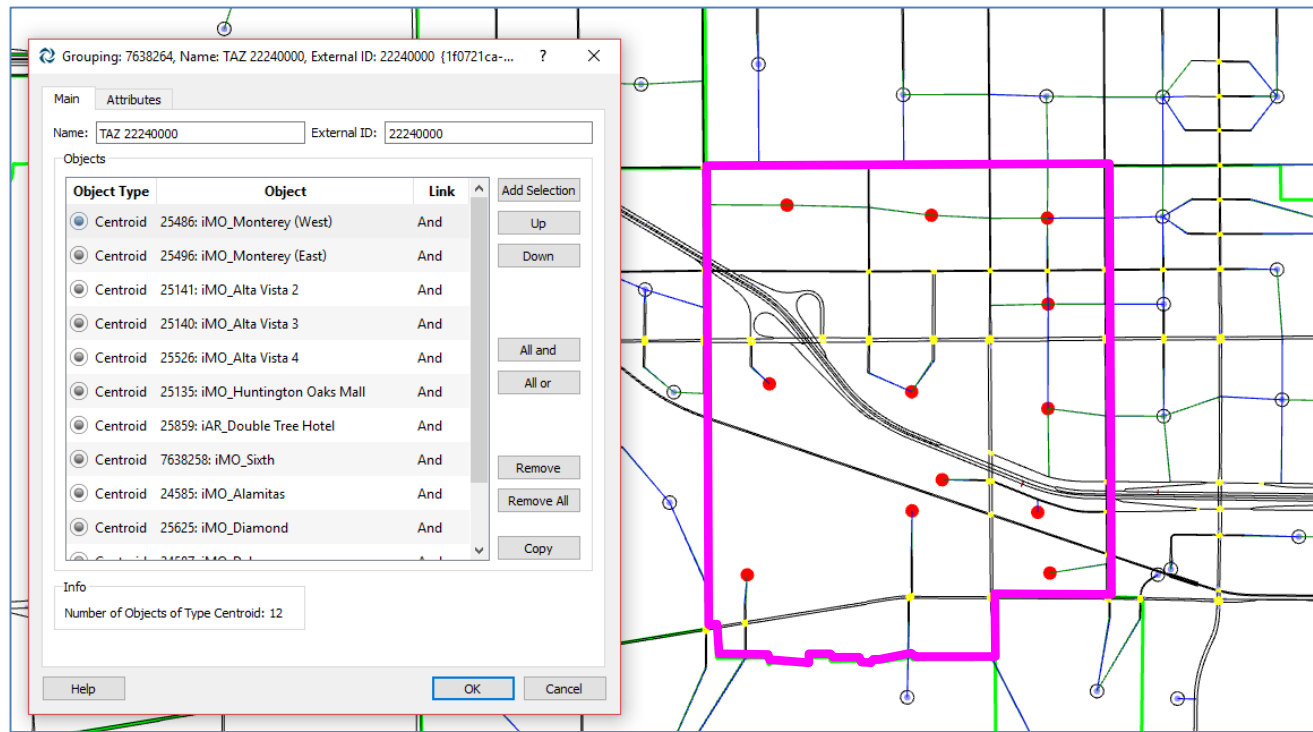 Grouping: 7638264, Name: TAZ 22240000, External ID: 22240000 {1f0721ca-... ? ×
Main Attributes
Name: TAZ 22240000 External ID: 22240000
Objects
Object Type Object Link
Add Selection
Centroid 25486: iMO_Monterey (West) And
Up
Centroid 25496: iMO_Monterey (East) And
Down
Centroid 25141: iMO_Alta Vista 2 And
Centroid 25140: iMO_Alta Vista 3 And
All and
Centroid 25526: iMO_Alta Vista 4 And
All or
Centroid 25135: iMO_Huntington Oaks Mall And
Centroid 25859: iAR_Double Tree Hotel And
Centroid 7638258: iMO_Sixth And
Remove
Centroid 24585: iMO_Alamitas And
Remove All
Centroid 25625: iMO_Diamond And
Copy
Info
Number of Objects of Type Centroid: 12
Help OK Cancel